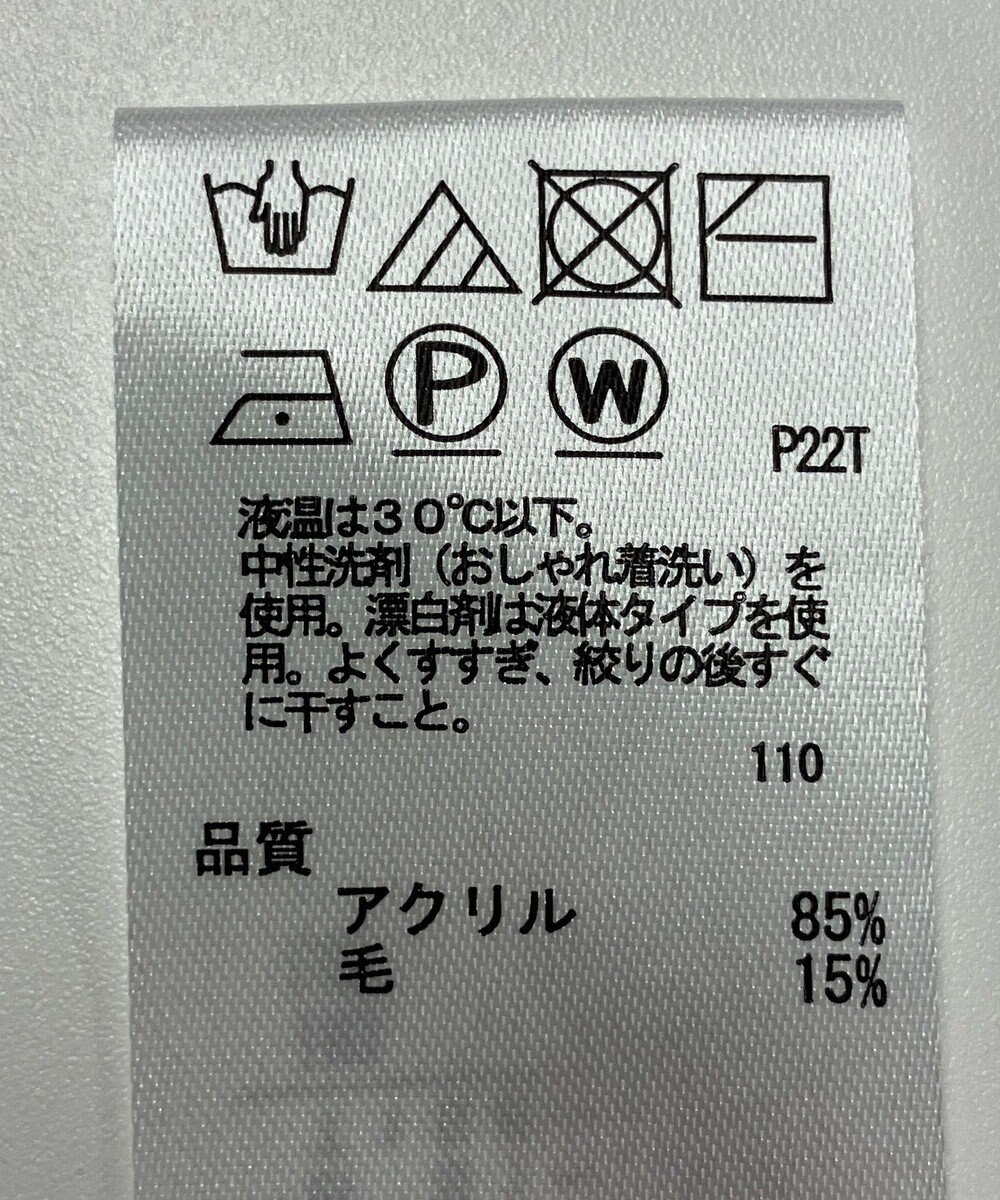 P W
P22T
液温は３０℃以下。
中性洗剤（おしゃれ着洗い）を
使用。漂白剤は液体タイプを使
用。よくすすぎ、絞りの後すぐ
に干すこと。
110
品質
アクリル 85%
毛 15%